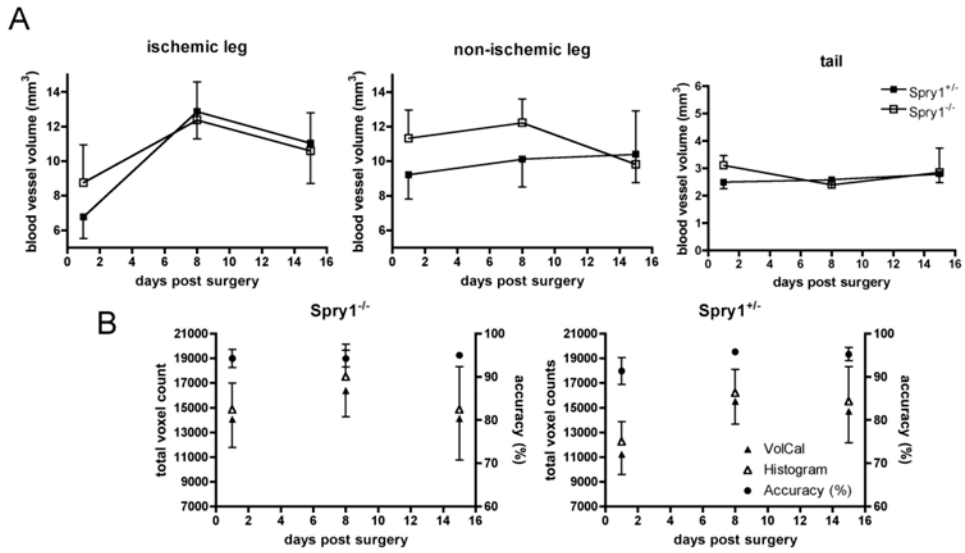 A
ischemic leg
blood vessel volume (mm³)
14
12
10
8
6
0 2 4 6 8 10 12 14 16
days post surgery
non-ischemic leg
blood vessel volume (mm³)
14
12
10
8
6
0 2 4 6 8 10 12 14 16
days post surgery
tail
blood vessel volume (mm³)
6
5
4
3
2
1
0
0 2 4 6 8 10 12 14 16
days post surgery
Spry1+/-
Spry1-/-
B
Spry1-/-
total voxel count
21000
19000
17000
15000
13000
11000
9000
7000
0 2 4 6 8 10 12 14 16
days post surgery
100
90
80
70
60
accuracy (%)
Spry1+/-
total voxel counts
21000
19000
17000
15000
13000
11000
9000
7000
0 2 4 6 8 10 12 14 16
days post surgery
100
90
80
70
60
accuracy (%)
VolCal
Histogram
Accuracy (%)